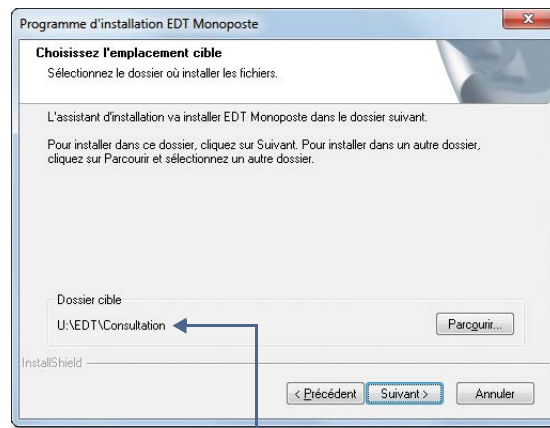 Programme d'installation EDT Monoposte
Choisissez l'emplacement cible
Sélectionnez le dossier où installer les fichiers.
L'assistant d'installation va installer EDT Monoposte dans le dossier suivant.
Pour installer dans ce dossier, cliquez sur Suivant. Pour installer dans un autre dossier,
cliquez sur Parcourir et sélectionnez un autre dossier.
Dossier cible
U:\EDT\Consultation
Parcourir...
InstallShield
< Précédent
Suivant >
Annuler